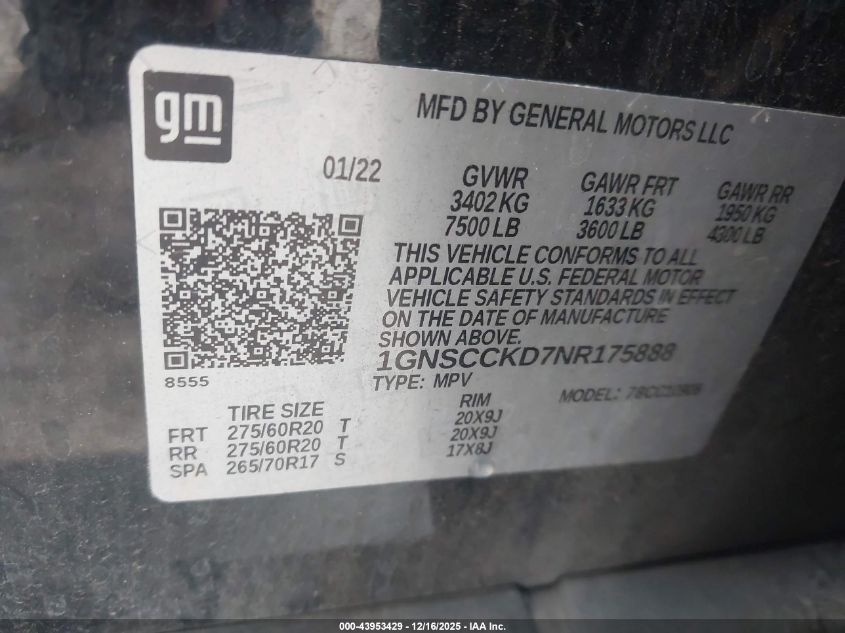 gm
MFD BY GENERAL MOTORS LLC
01/22
GVWR GAWR FRT GAWR RR
3402 KG 1633 KG 1950 KG
7500 LB 3600 LB 4300 LB
THIS VEHICLE CONFORMS TO ALL
APPLICABLE U.S. FEDERAL MOTOR
VEHICLE SAFETY STANDARDS IN EFFECT
ON THE DATE OF MANUFACTURE
SHOWN ABOVE.
1GNSCCKD7NR175888
8555
TYPE: MPV MODEL:
TIRE SIZE RIM
FRT 275/60R20 T 20X9J
RR 275/60R20 T 20X9J
SPA 265/70R17 S 17X8J
000-43953429 - 12/16/2025 - IAA Inc.